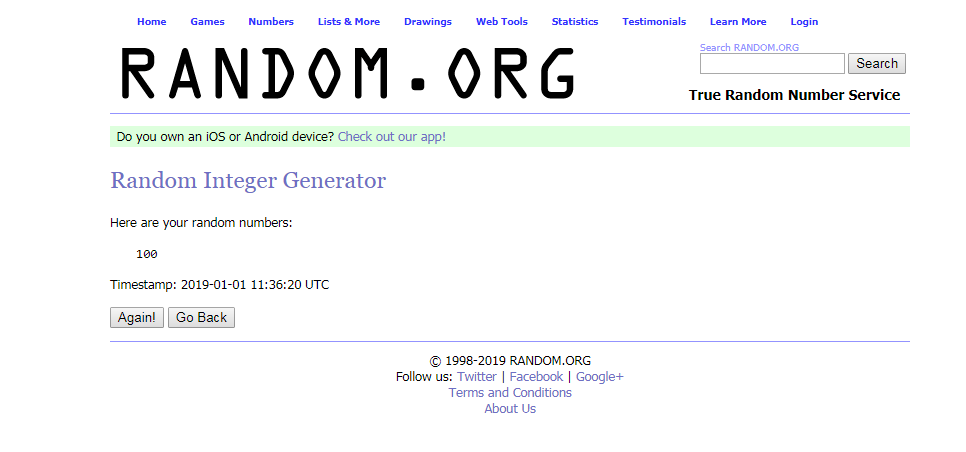 Home Games Numbers Lists & More Drawings Web Tools Statistics Testimonials Learn More Login
RANDOM.ORG
Search RANDOM.ORG
Search
True Random Number Service
Do you own an iOS or Android device? Check out our app!
Random Integer Generator
Here are your random numbers:
100
Timestamp: 2019-01-01 11:36:20 UTC
Again! Go Back
© 1998-2019 RANDOM.ORG
Follow us: Twitter | Facebook | Google+
Terms and Conditions
About Us